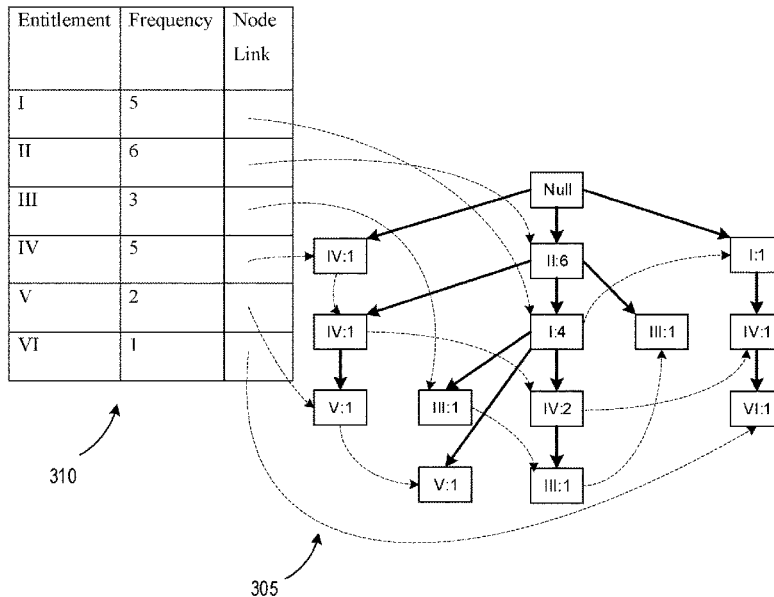 Entitlement Frequency Node
Link
I 5
II 6
III 3
IV 5
V 2
VI 1
Null
IV:1 II:6 I:1
IV:1 I:4 III:1 IV:1
V:1 III:1 IV:2 VI:1
V:1 III:1
310
305